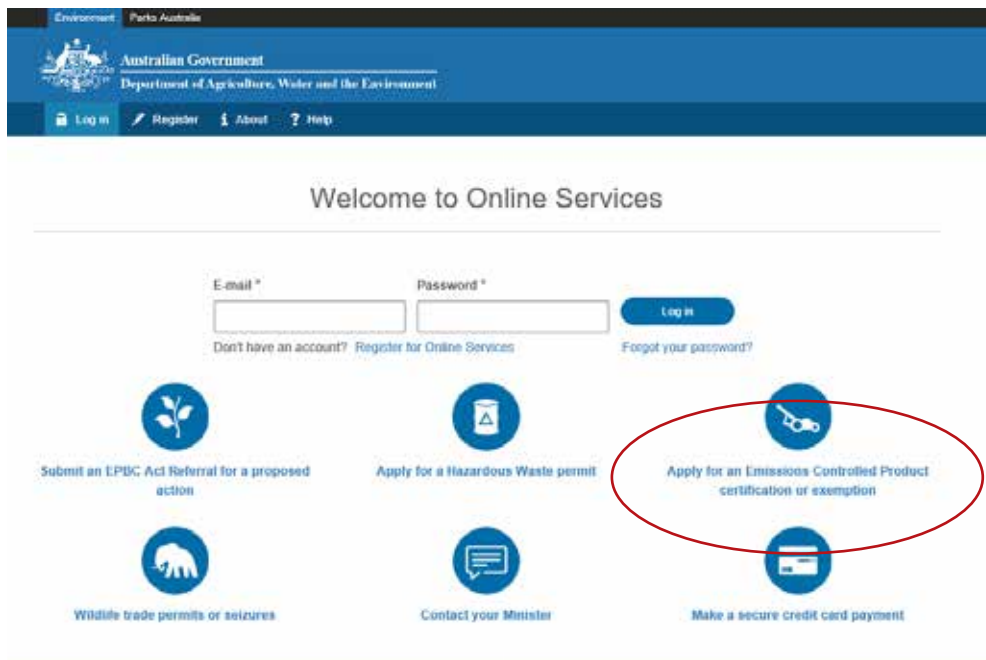 Environment Parks Australia
Australian Government
Department of Agriculture, Water and the Environment
Log in Register About Help
Welcome to Online Services
E-mail * Password *
Log in
Don't have an account? Register for Online Services Forgot your password?
Submit an EPBC Act Referral for a proposed
action
Apply for a Hazardous Waste permit
Apply for an Emissions Controlled Product
certification or exemption
Wildlife trade permits or seizures
Contact your Minister
Make a secure credit card payment